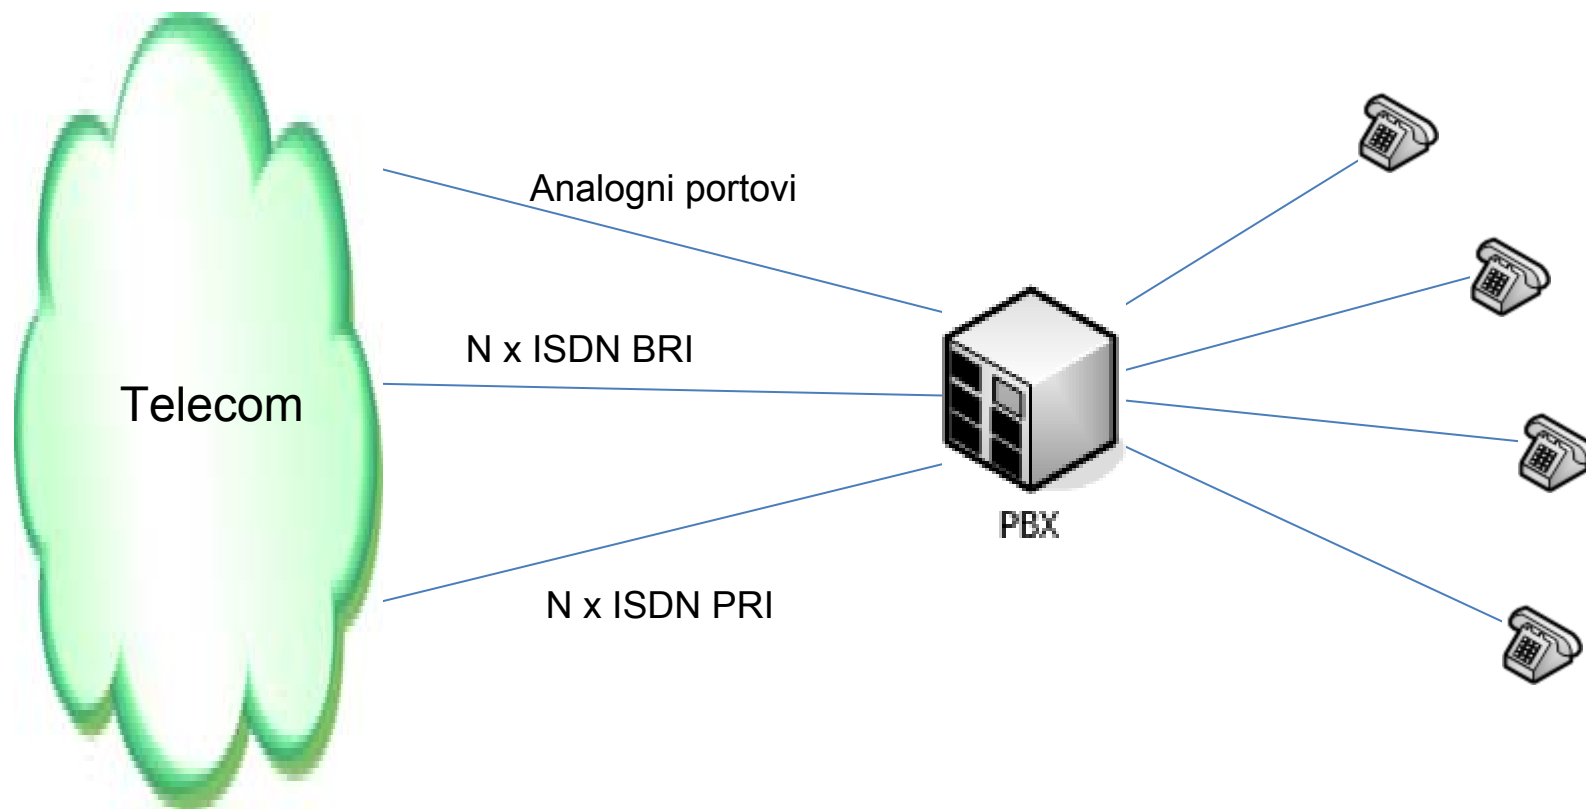 Analogni portovi
N x ISDN BRI
Telecom
PBX
N x ISDN PRI